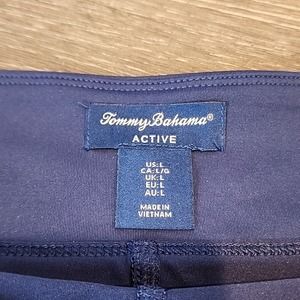 Tommy Bahama®
ACTIVE
US:L
CA:L/G
UK:L
EU:L
AU:L
MADE IN
VIETNAM